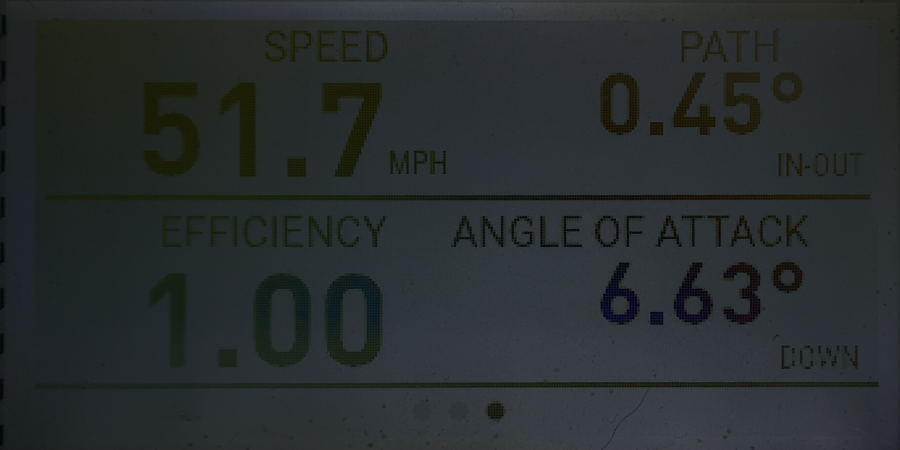 SPEED
51.7 MPH
PATH
0.45°
IN-OUT
EFFICIENCY
1.00
ANGLE OF ATTACK
6.63°
DOWN